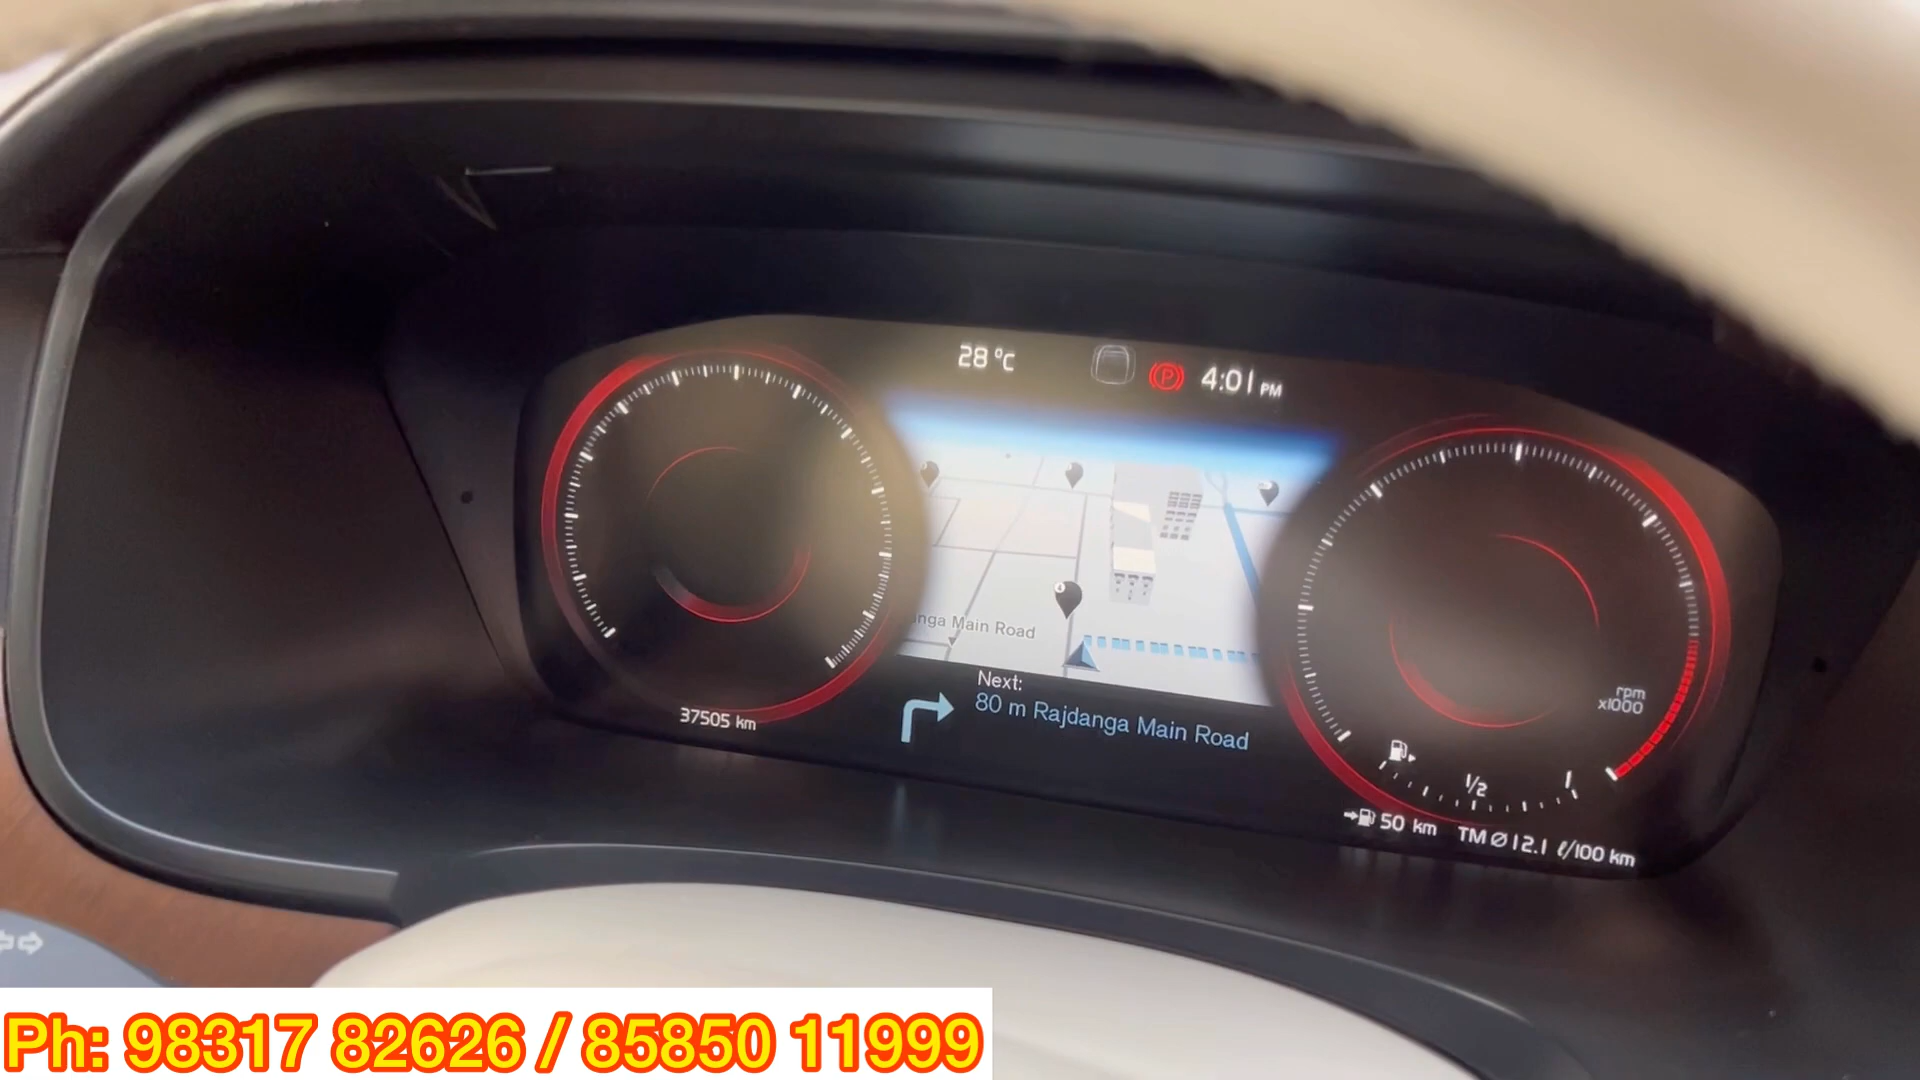 28 °C
4:01 PM
nga Main Road
Next:
80 m Rajdanga Main Road
37505 km
rpm
x1000
1/2
1
50 km
TM Ø 12.1 ℓ/100 km
Ph: 98317 82626 / 85850 11999